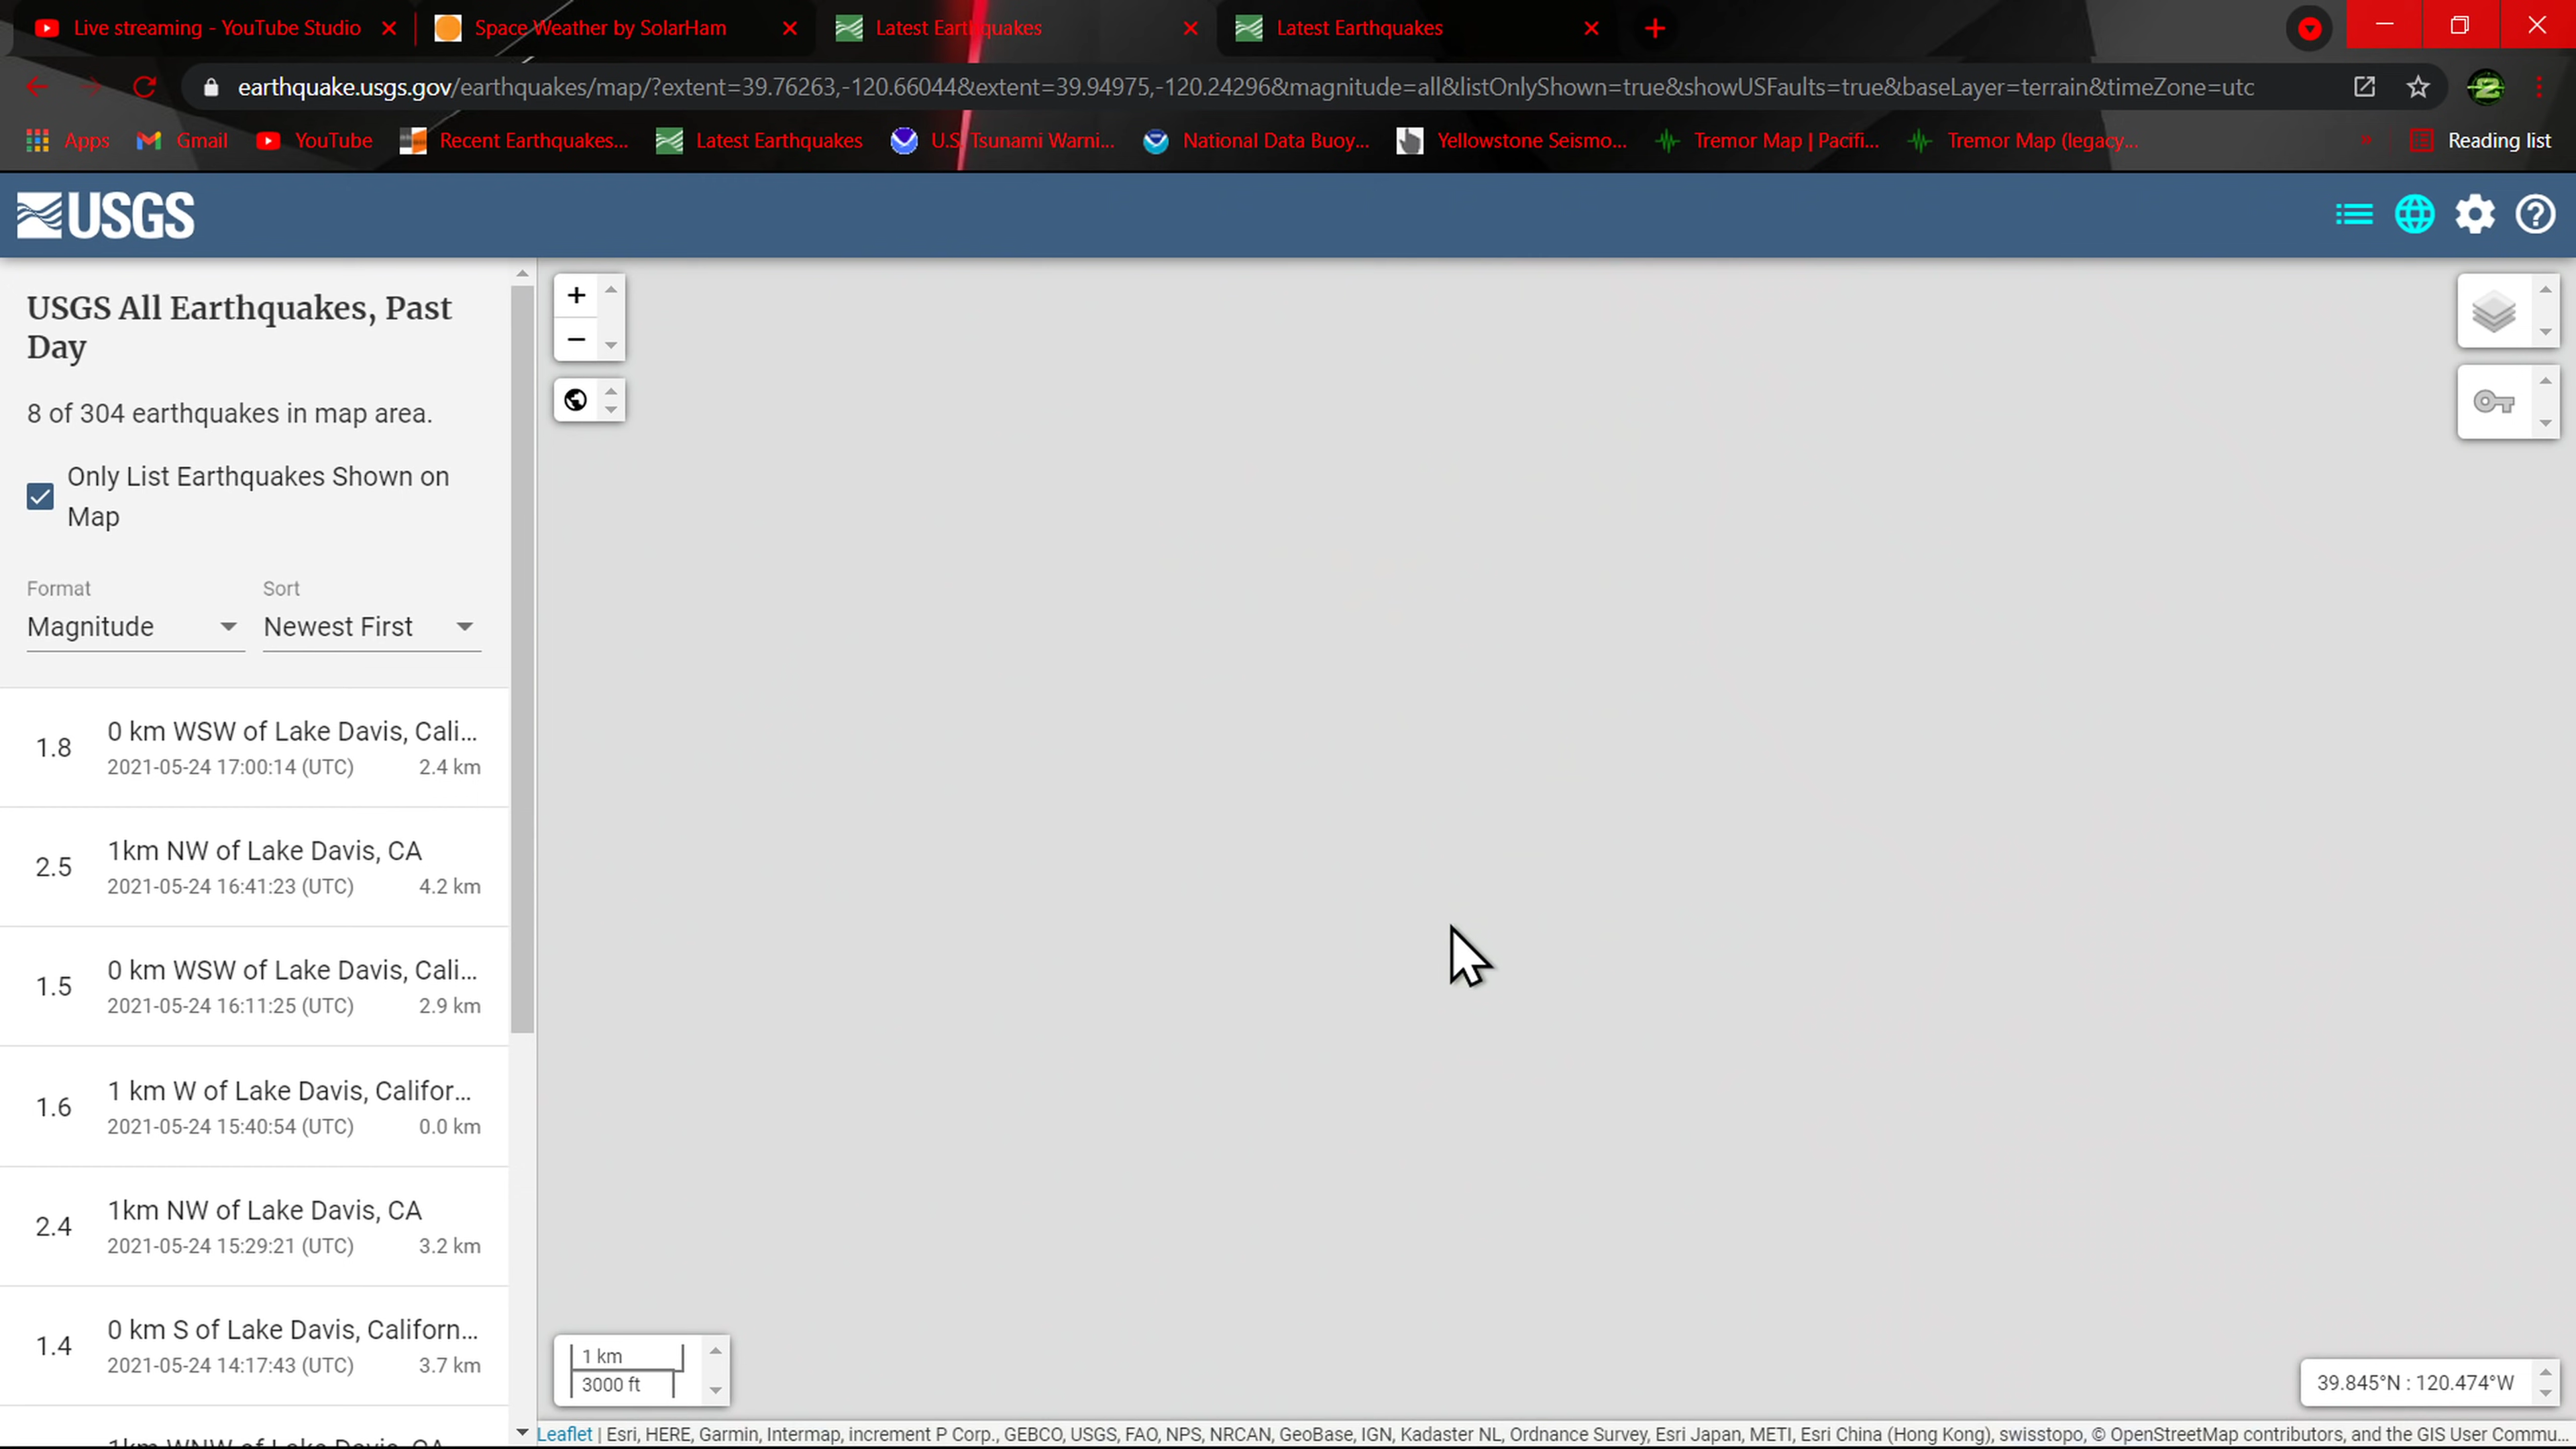 Live streaming - YouTube Studio
Space Weather by SolarHam
Latest Earthquakes
Latest Earthquakes
earthquake.usgs.gov/earthquakes/map/?extent=39.76263,-120.66044&extent=39.94975,-120.24296&magnitude=all&listOnlyShown=true&showUSFaults=true&baseLayer=terrain&timeZone=utc
Apps
Gmail
YouTube
Recent Earthquakes...
Latest Earthquakes
U.S. Tsunami Warni...
National Data Buoy...
Yellowstone Seismo...
Tremor Map | Pacifi...
Tremor Map (legacy...
Reading list
USGS
USGS All Earthquakes, Past
Day
8 of 304 earthquakes in map area.
Only List Earthquakes Shown on
Map
Format
Sort
Magnitude
Newest First
1.8
0 km WSW of Lake Davis, Cali...
2021-05-24 17:00:14 (UTC) 2.4 km
2.5
1km NW of Lake Davis, CA
2021-05-24 16:41:23 (UTC) 4.2 km
1.5
0 km WSW of Lake Davis, Cali...
2021-05-24 16:11:25 (UTC) 2.9 km
1.6
1 km W of Lake Davis, Califor...
2021-05-24 15:40:54 (UTC) 0.0 km
2.4
1km NW of Lake Davis, CA
2021-05-24 15:29:21 (UTC) 3.2 km
1.4
0 km S of Lake Davis, Californ...
2021-05-24 14:17:43 (UTC) 3.7 km
1km WNW of Lake Davis, CA
1 km
3000 ft
39.845°N : 120.474°W
Leaflet | Esri, HERE, Garmin, Intermap, increment P Corp., GEBCO, USGS, FAO, NPS, NRCAN, GeoBase, IGN, Kadaster NL, Ordnance Survey, Esri Japan, METI, Esri China (Hong Kong), swisstopo, © OpenStreetMap contributors, and the GIS User Commu...